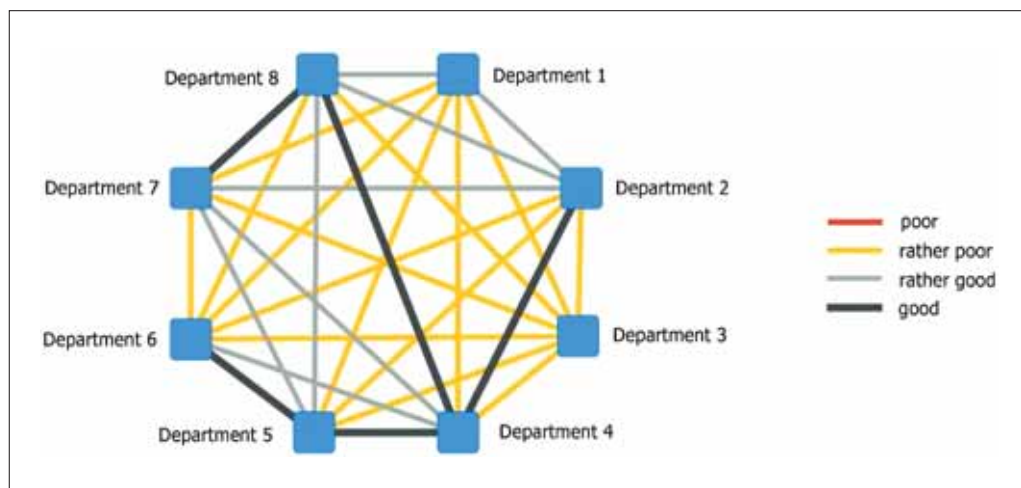 Department 8
Department 1
Department 7
Department 2
poor
rather poor
rather good
good
Department 6
Department 3
Department 5
Department 4